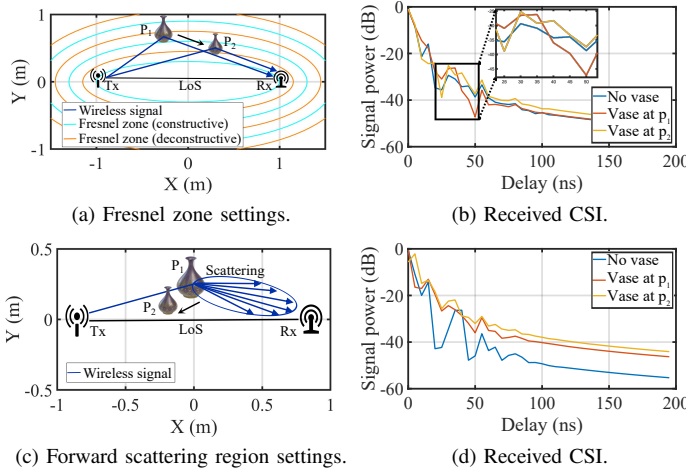 1
0
-1
-1
0
1
Y (m)
X (m)
P1
P2
Tx
LoS
Rx
Wireless signal
Fresnel zone (constructive)
Fresnel zone (deconstructive)
(a) Fresnel zone settings.
0
-20
-40
-60
0
50
100
150
200
Signal power (dB)
Delay (ns)
No vase
Vase at p1
Vase at p2
(b) Received CSI.
0.5
0
-0.5
-0.5
0
0.5
1
Y (m)
X (m)
P1
Scattering
P2
Tx
LoS
Rx
Wireless signal
(c) Forward scattering region settings.
0
-20
-40
-60
0
50
100
150
200
Signal power (dB)
Delay (ns)
No vase
Vase at p1
Vase at p2
(d) Received CSI.